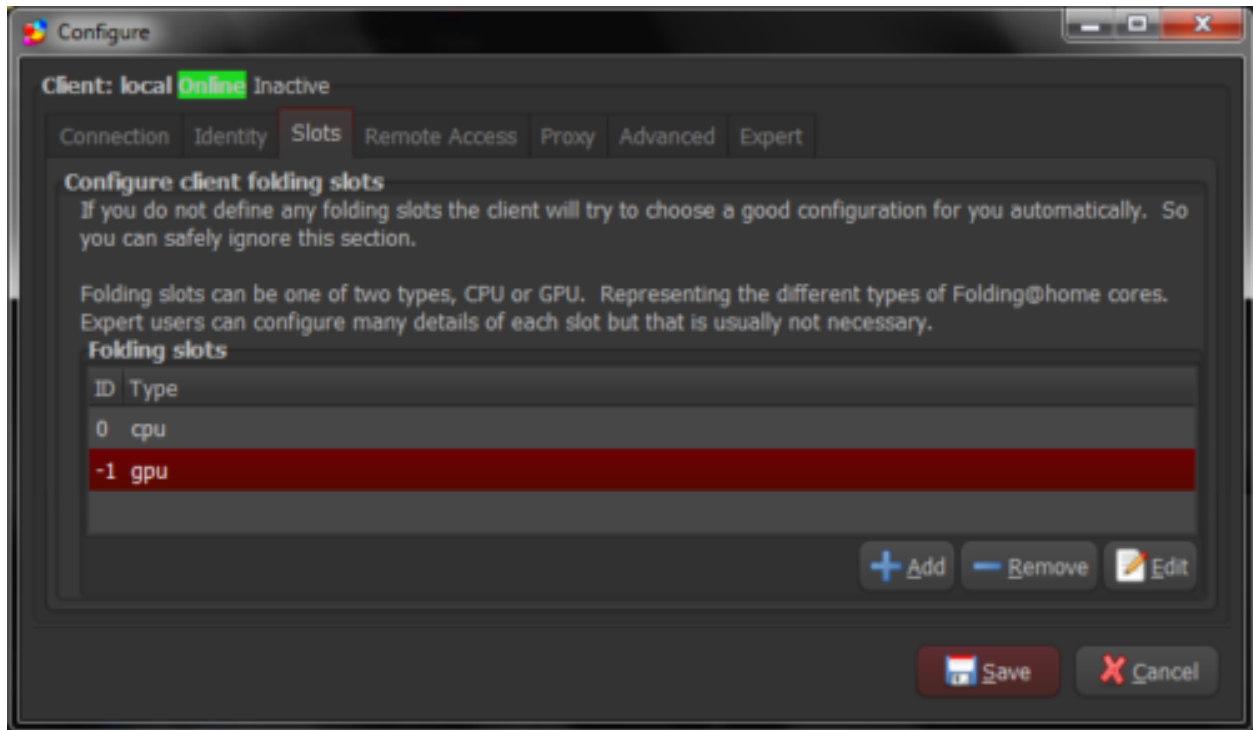 Configure
Client: local Online Inactive
Connection Identity Slots Remote Access Proxy Advanced Expert
Configure client folding slots
If you do not define any folding slots the client will try to choose a good configuration for you automatically.  So
you can safely ignore this section.
Folding slots can be one of two types, CPU or GPU.  Representing the different types of Folding@home cores.
Expert users can configure many details of each slot but that is usually not necessary.
Folding slots
ID Type
0 cpu
-1 gpu
Add Remove Edit
Save Cancel